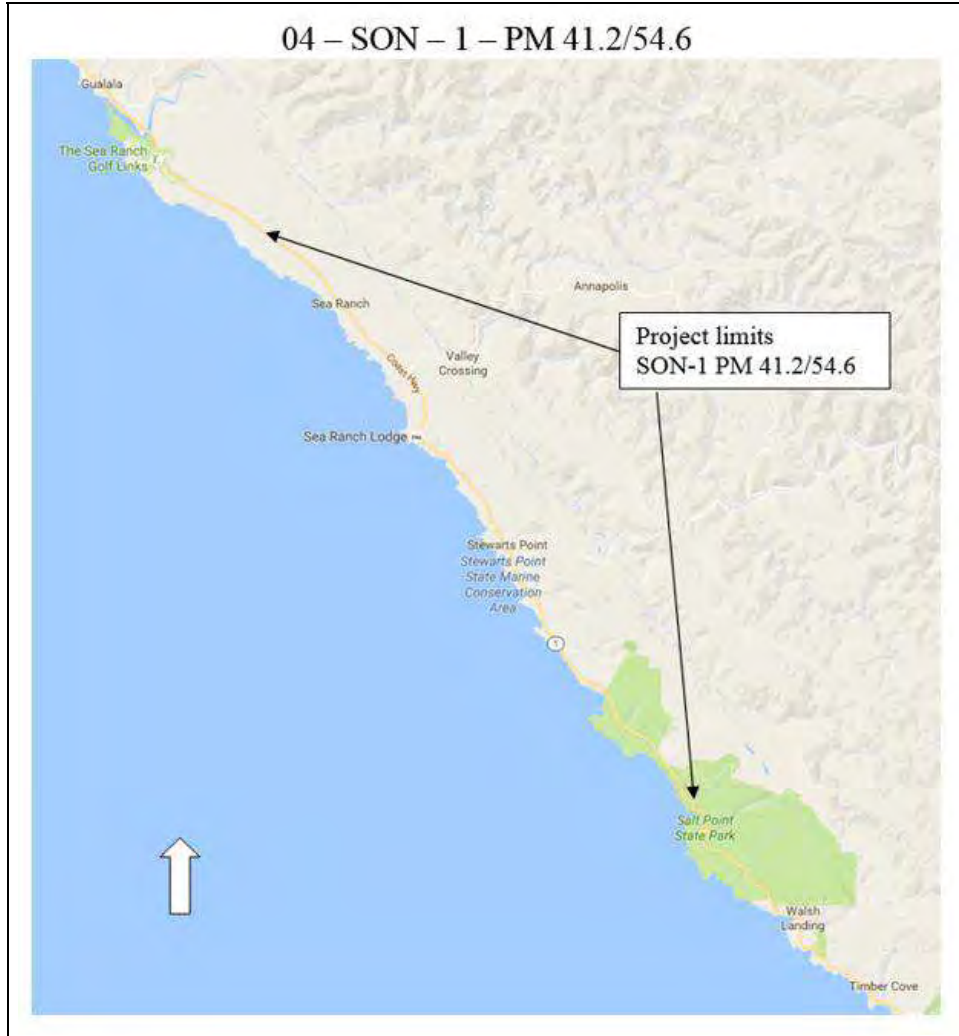 04 – SON – 1 – PM 41.2/54.6
Gualala
The Sea Ranch
Golf Links
Annapolis
Sea Ranch
Project limits
SON-1 PM 41.2/54.6
Valley
Crossing
Coast Hwy
Sea Ranch Lodge
Stewarts Point
Stewarts Point
State Marine
Conservation
Area
1
Salt Point
State Park
Walsh
Landing
Timber Cove